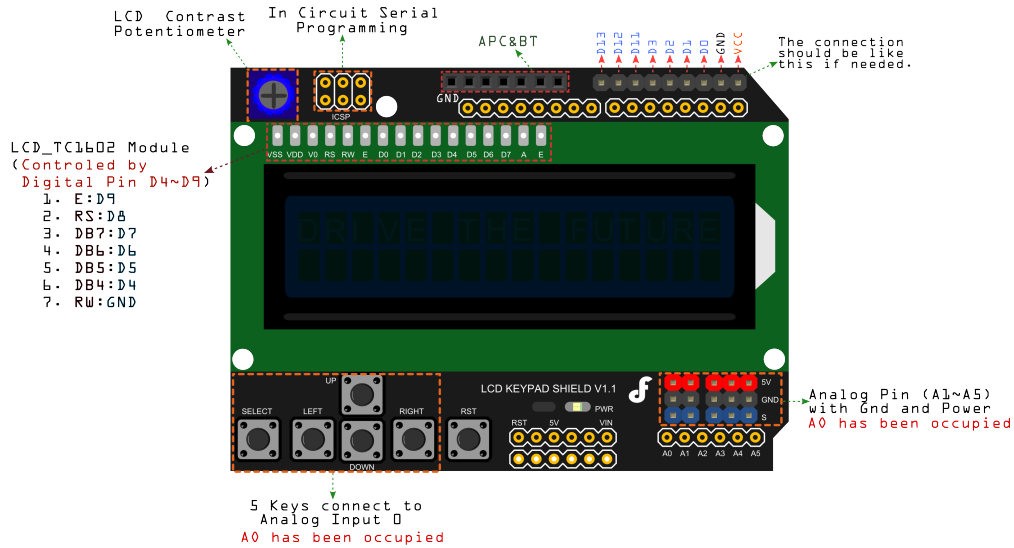 LCD Contrast
Potentiometer
In Circuit Serial
Programming
APC&BT
D13
D12
D11
D3
D2
D1
D0
GND
VCC
The connection
should be like
this if needed.
GND
ICSP
VSS VDD V0 RS RW E D0 D1 D2 D3 D4 D5 D6 D7 A E
LCD_TC1602 Module
(Controled by
Digital Pin D4~D9)
1. E:D9
2. RS:D8
3. DB7:D7
4. DB6:D6
5. DB5:D5
6. DB4:D4
7. RW:GND
DRIVE THE FUTURE
UP
SELECT LEFT RIGHT RST
DOWN
LCD KEYPAD SHIELD V1.1
PWR
RST 5V VIN
5V
GND
S
A0 A1 A2 A3 A4 A5
Analog Pin (A1~A5)
with Gnd and Power
A0 has been occupied
5 Keys connect to
Analog Input 0
A0 has been occupied